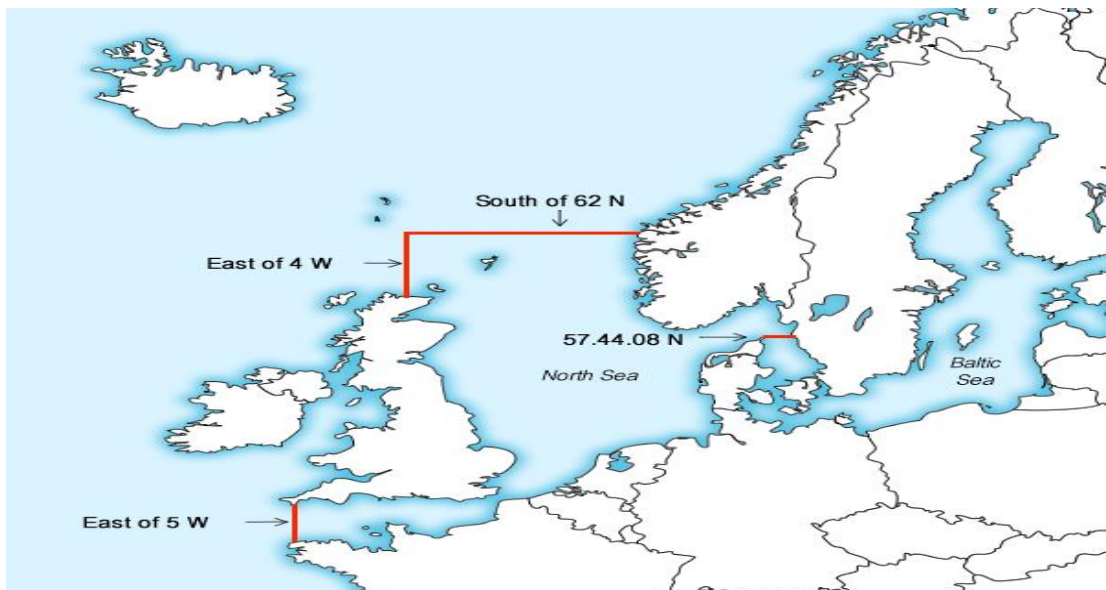 South of 62 N
East of 4 W
57.44.08 N
North Sea
Baltic
Sea
East of 5 W